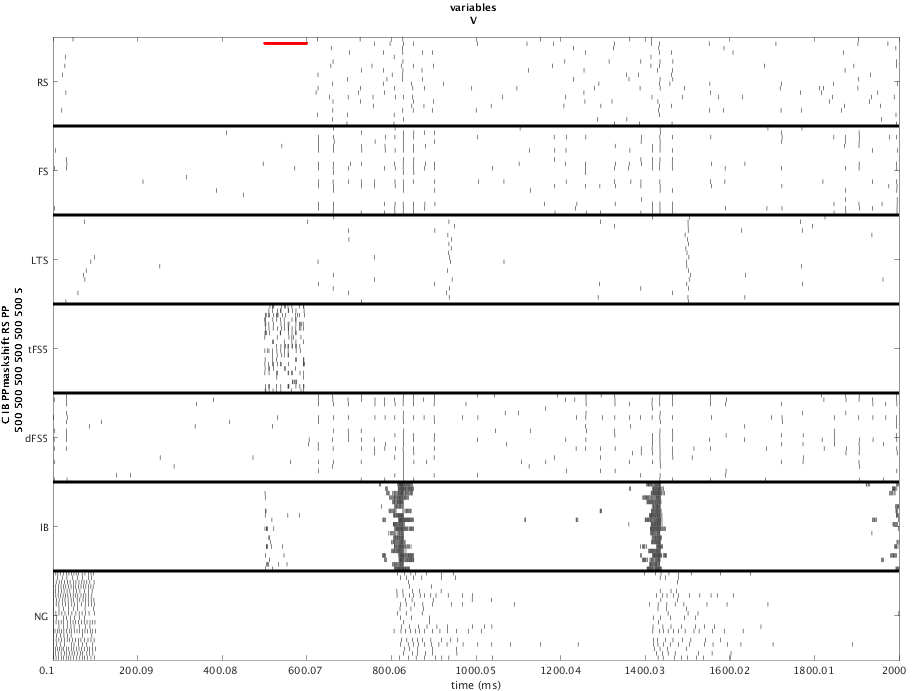 variables
V
RS
FS
LTS
tFS5
dFS5
IB
NG
C IB PPmaskshift RS PP
500 500 500 500 500 500 5
0.1 200.09 400.08 600.07 800.06 1000.05 1200.04 1400.03 1600.02 1800.01 2000
time (ms)